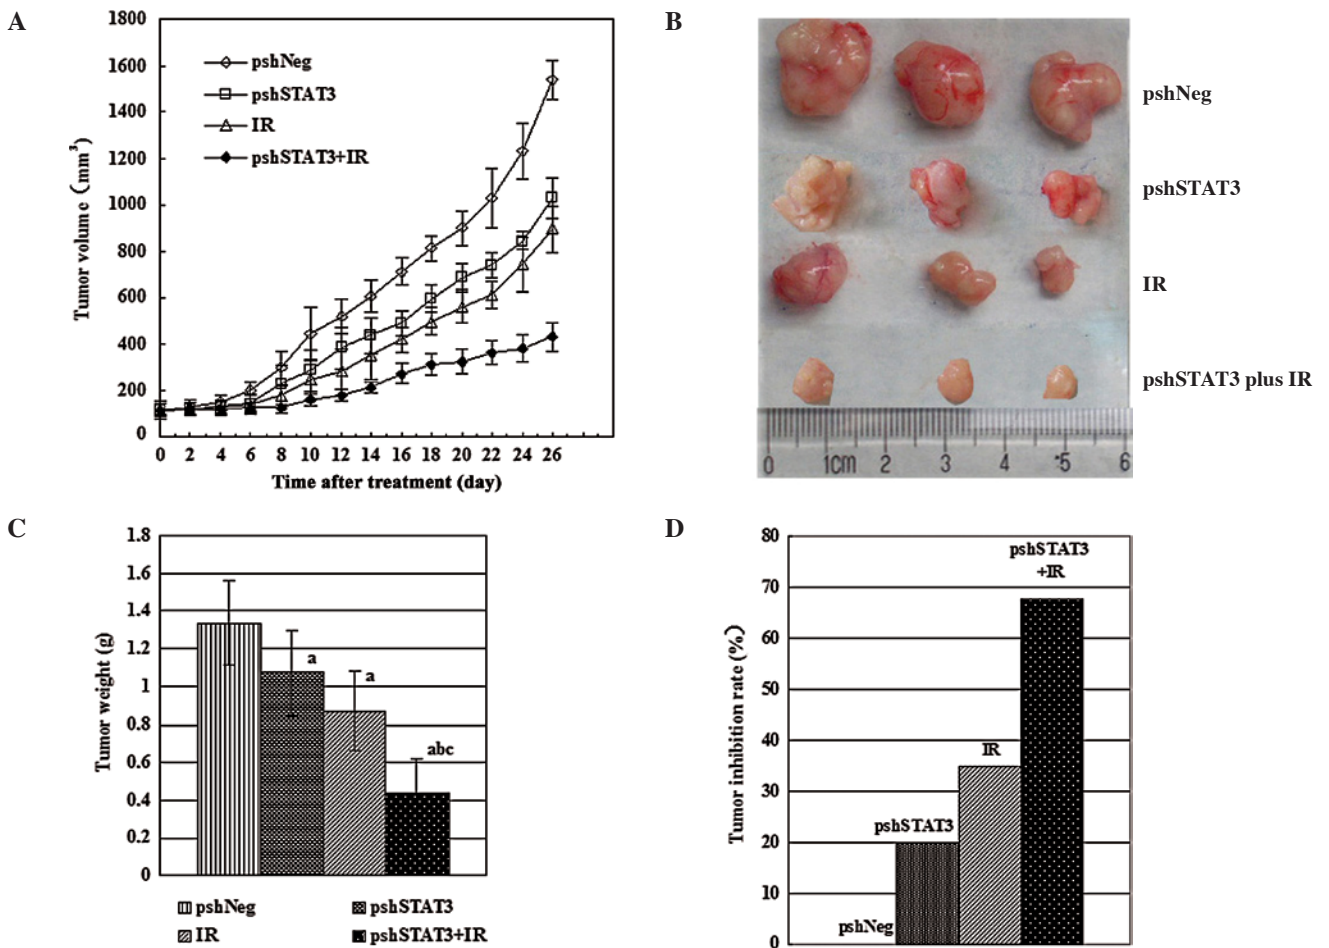 A
1800
1600
1400
1200
1000
800
600
400
200
0
Tumor volume (mm³)
pshNeg
pshSTAT3
IR
pshSTAT3+IR
0 2 4 6 8 10 12 14 16 18 20 22 24 26
Time after treatment (day)
B
pshNeg
pshSTAT3
IR
pshSTAT3 plus IR
0 1cm 2 3 4 5 6
C
1.8
1.6
1.4
1.2
1
0.8
0.6
0.4
0.2
0
Tumor weight (g)
a
a
abc
pshNeg pshSTAT3
IR pshSTAT3+IR
D
80
70
60
50
40
30
20
10
0
Tumor inhibition rate (%)
pshNeg
pshSTAT3
IR
pshSTAT3
+IR